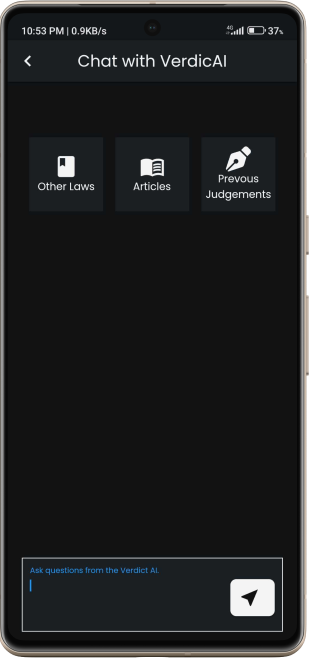 10:53 PM | 0.9KB/s
4G
37%
Chat with VerdicAI
Other Laws
Articles
Prevous
Judgements
Ask questions from the Verdict AI.